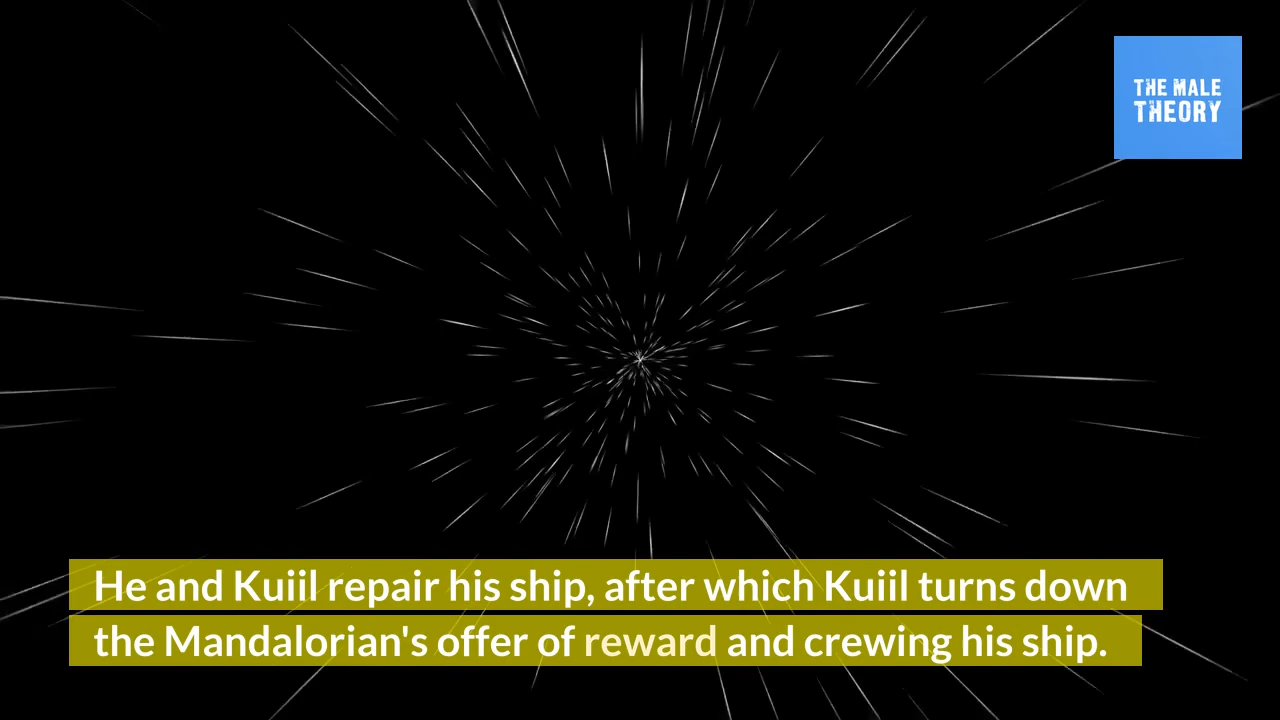 THE MALE
THEORY
He and Kuiil repair his ship, after which Kuiil turns down
the Mandalorian's offer of reward and crewing his ship.